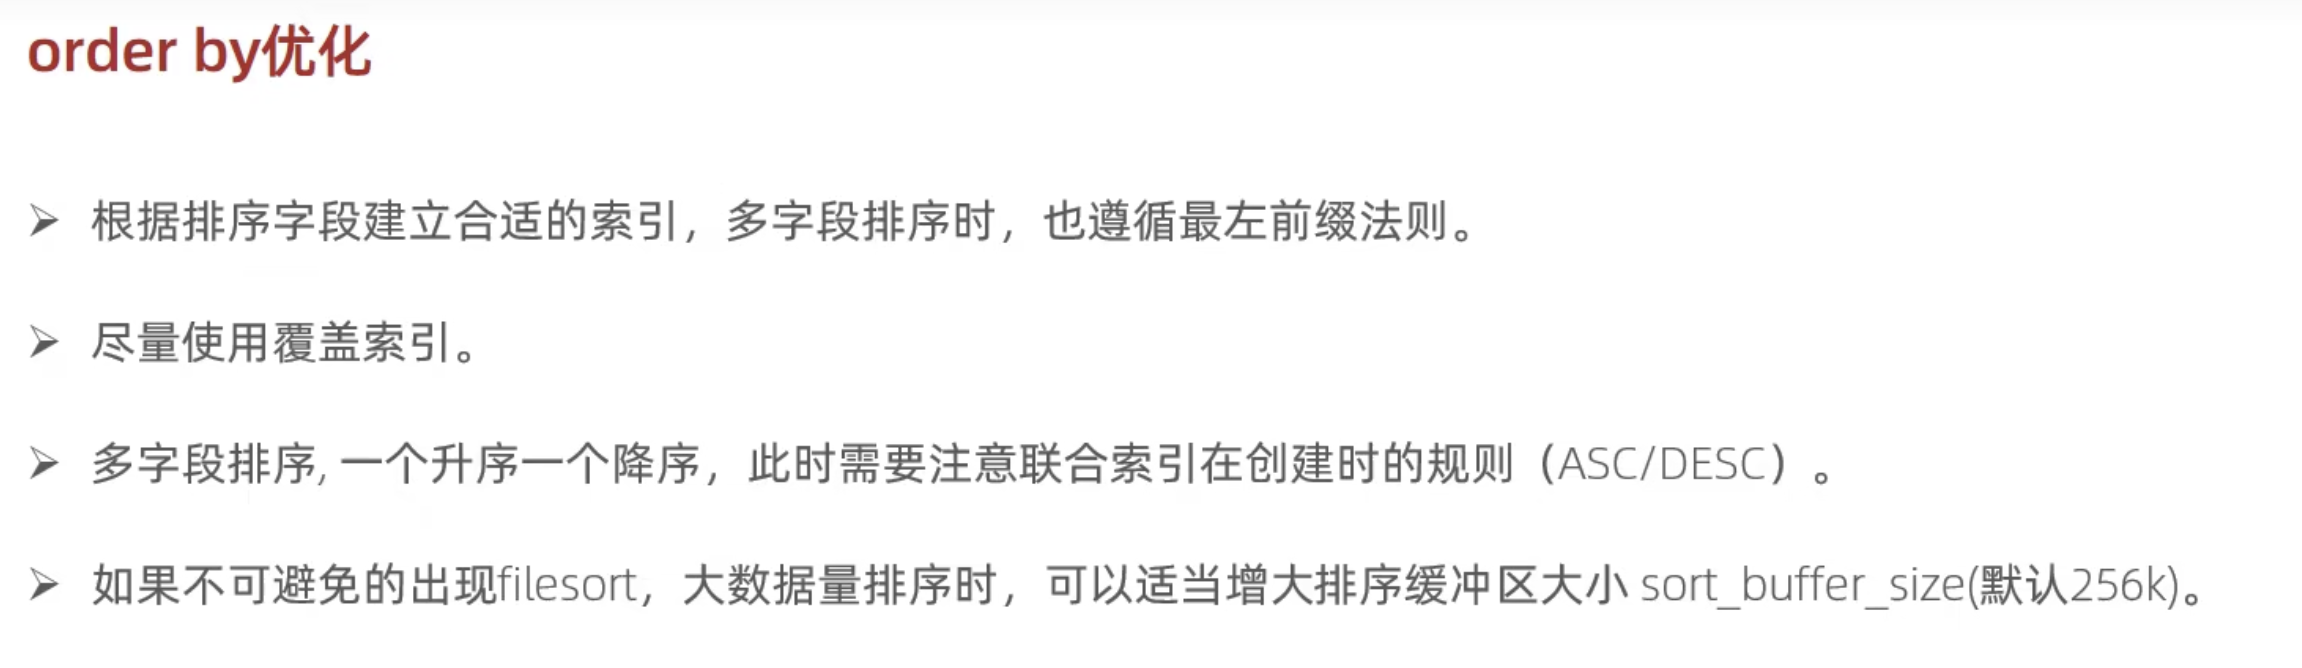 order by优化
➢ 根据排序字段建立合适的索引，多字段排序时，也遵循最左前缀法则。
➢ 尽量使用覆盖索引。
➢ 多字段排序, 一个升序一个降序，此时需要注意联合索引在创建时的规则（ASC/DESC）。
➢ 如果不可避免的出现filesort，大数据量排序时，可以适当增大排序缓冲区大小 sort_buffer_size(默认256k)。